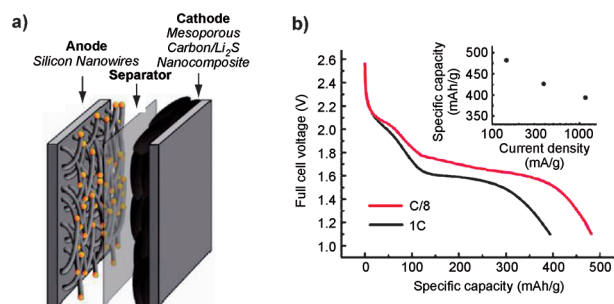 a)
Cathode
Mesoporous
Carbon/Li2S
Nanocomposite
Anode
Silicon Nanowires
Separator
b)
Full cell voltage (V)
2.6
2.4
2.2
2.0
1.8
1.6
1.4
1.2
1.0
0 100 200 300 400 500
Specific capacity (mAh/g)
C/8
1C
Specific capacity
(mAh/g)
500
450
400
350
100 1000
Current density
(mA/g)